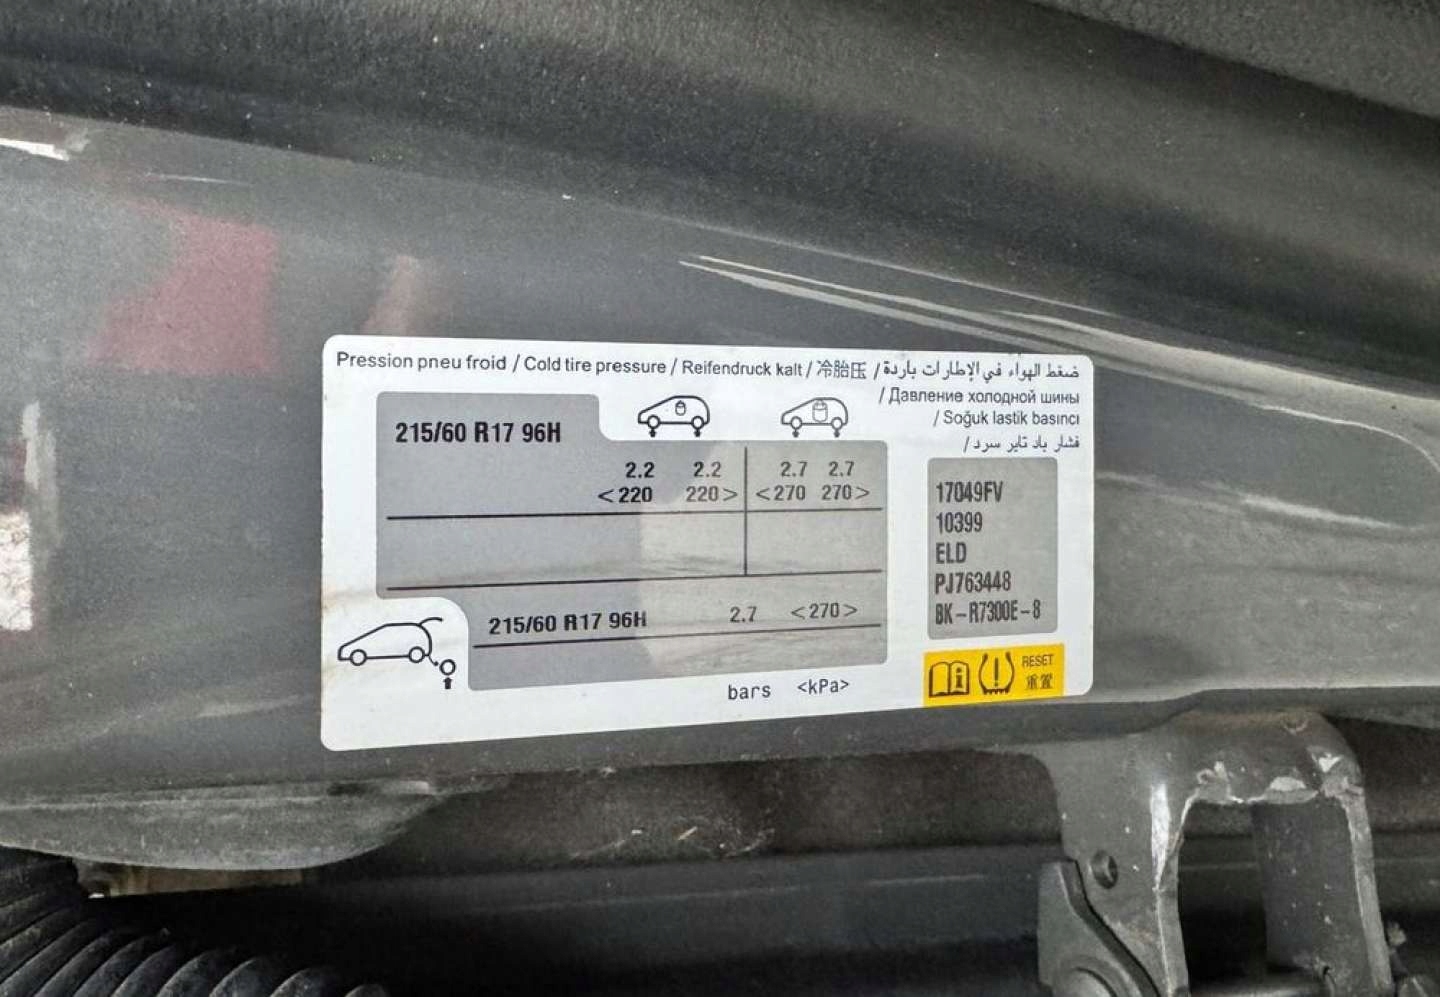 Pression pneu froid / Cold tire pressure / Reifendruck kalt / 冷胎压 / ضغط الهواء في الإطارات باردة
/ Давление холодной шины
/ Soğuk lastik basıncı
/ فشار باد تایر سرد
215/60 R17 96H
2.2 2.2 2.7 2.7
<220 220> <270 270>
215/60 R17 96H 2.7 <270>
bars <kPa>
17049FV
10399
ELD
PJ763448
BK-R7300E-8
RESET
重置